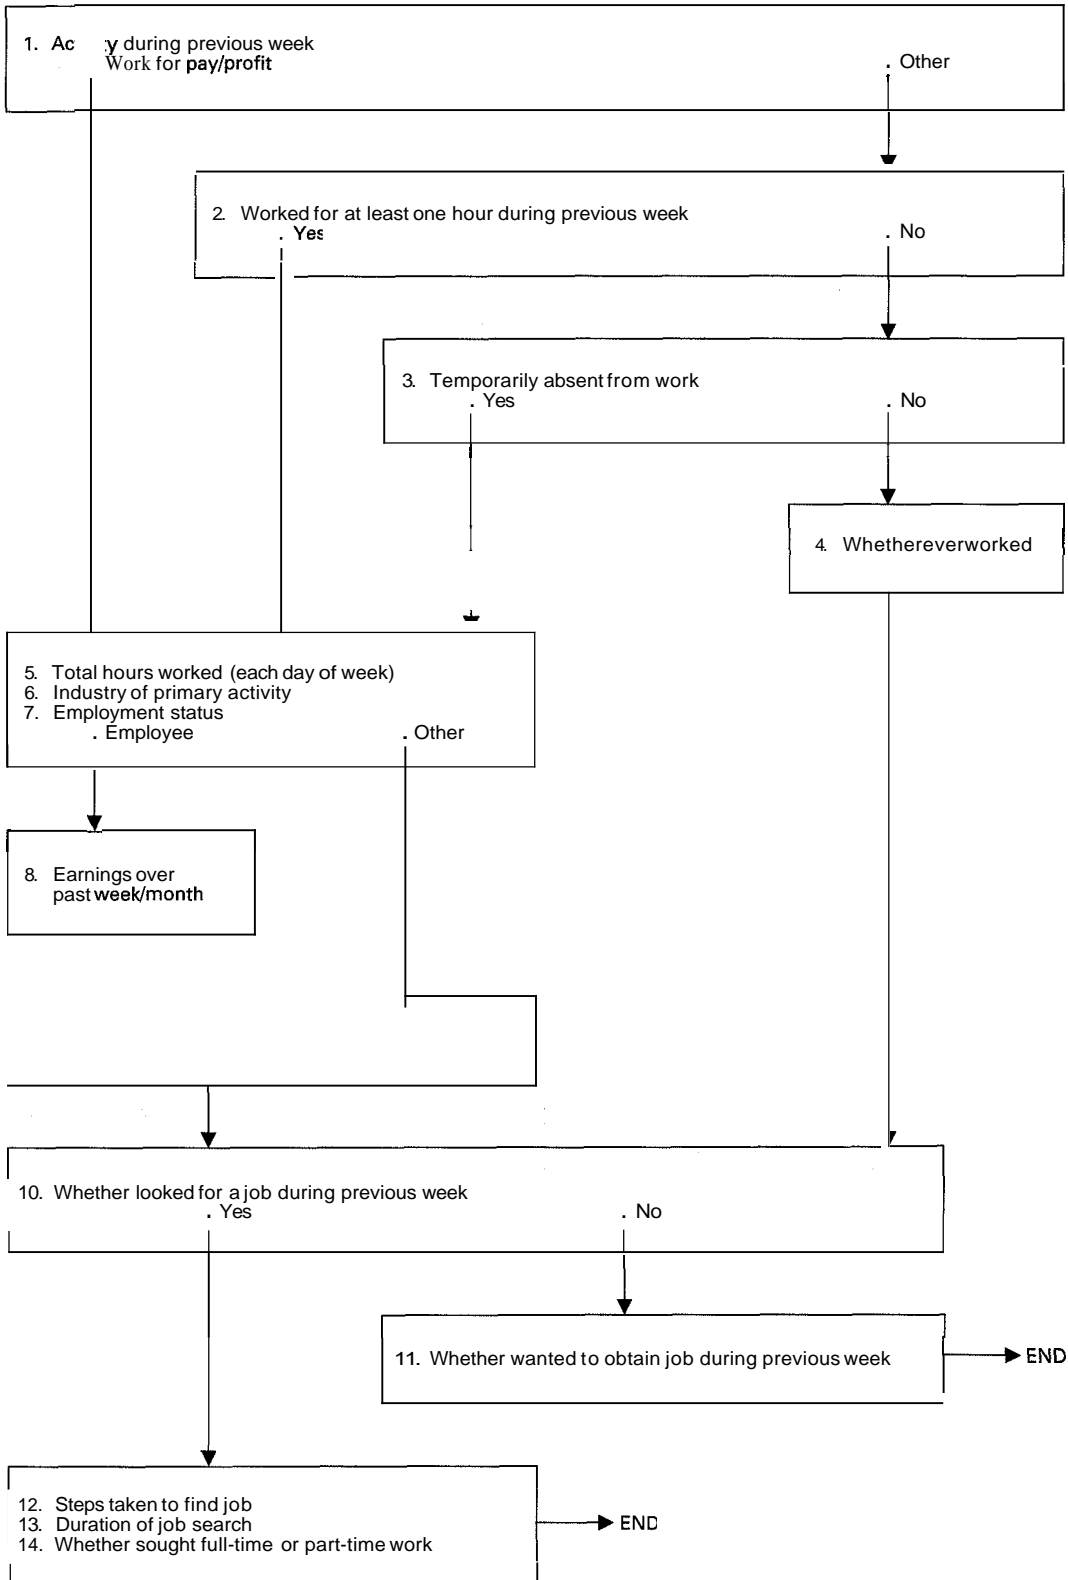 1. Ac y during previous week
Work for pay/profit
. Other
2. Worked for at least one hour during previous week
. Yes
. No
3. Temporarily absent from work
. Yes
. No
4. Whether ever worked
5. Total hours worked (each day of week)
6. Industry of primary activity
7. Employment status
. Employee
. Other
8. Earnings over
past week/month
10. Whether looked for a job during previous week
. Yes
. No
11. Whether wanted to obtain job during previous week
END
12. Steps taken to find job
13. Duration of job search
14. Whether sought full-time or part-time work
END